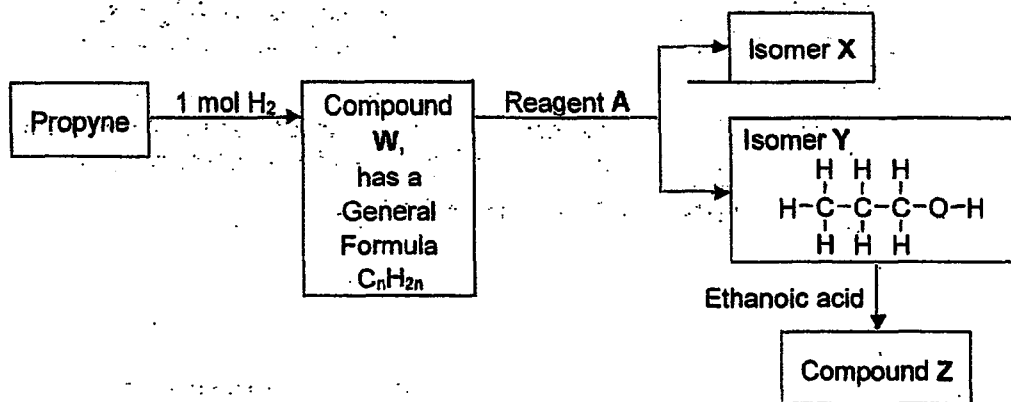 Isomer X
Propyne
1 mol H₂
Compound
W,
has a
General
Formula
CₙH₂ₙ
Reagent A
Isomer Y
H H H
H-C-C-C-O-H
H H H
Ethanoic acid
Compound Z